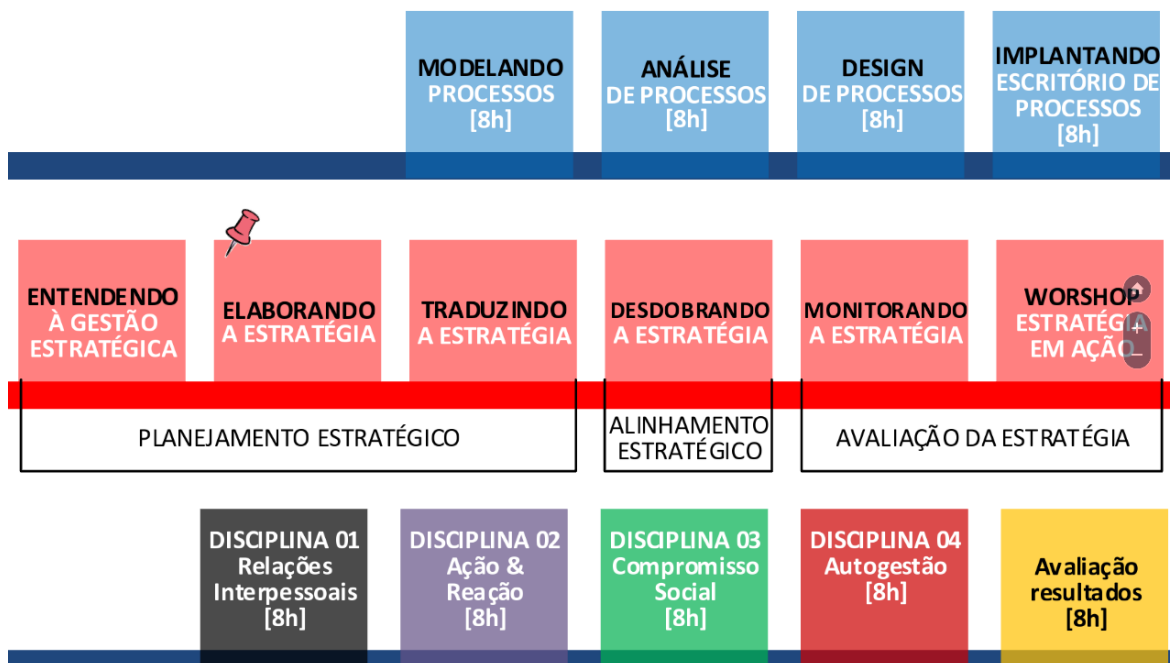 MODELANDO
PROCESSOS
[8h]
ANÁLISE
DE PROCESSOS
[8h]
DESIGN
DE PROCESSOS
[8h]
IMPLANTANDO
ESCRITÓRIO DE
PROCESSOS
[8h]
ENTENDENDO
À GESTÃO
ESTRATÉGICA
ELABORANDO
A ESTRATÉGIA
TRADUZINDO
A ESTRATÉGIA
DESDOBRANDO
A ESTRATÉGIA
MONITORANDO
A ESTRATÉGIA
WORSHOP
ESTRATÉGIA
EM AÇÃO
PLANEJAMENTO ESTRATÉGICO
ALINHAMENTO
ESTRATÉGICO
AVALIAÇÃO DA ESTRATÉGIA
DISCIPLINA 01
Relações
Interpessoais
[8h]
DISCIPLINA 02
Ação &
Reação
[8h]
DISCIPLINA 03
Compromisso
Social
[8h]
DISCIPLINA 04
Autogestão
[8h]
Avaliação
resultados
[8h]